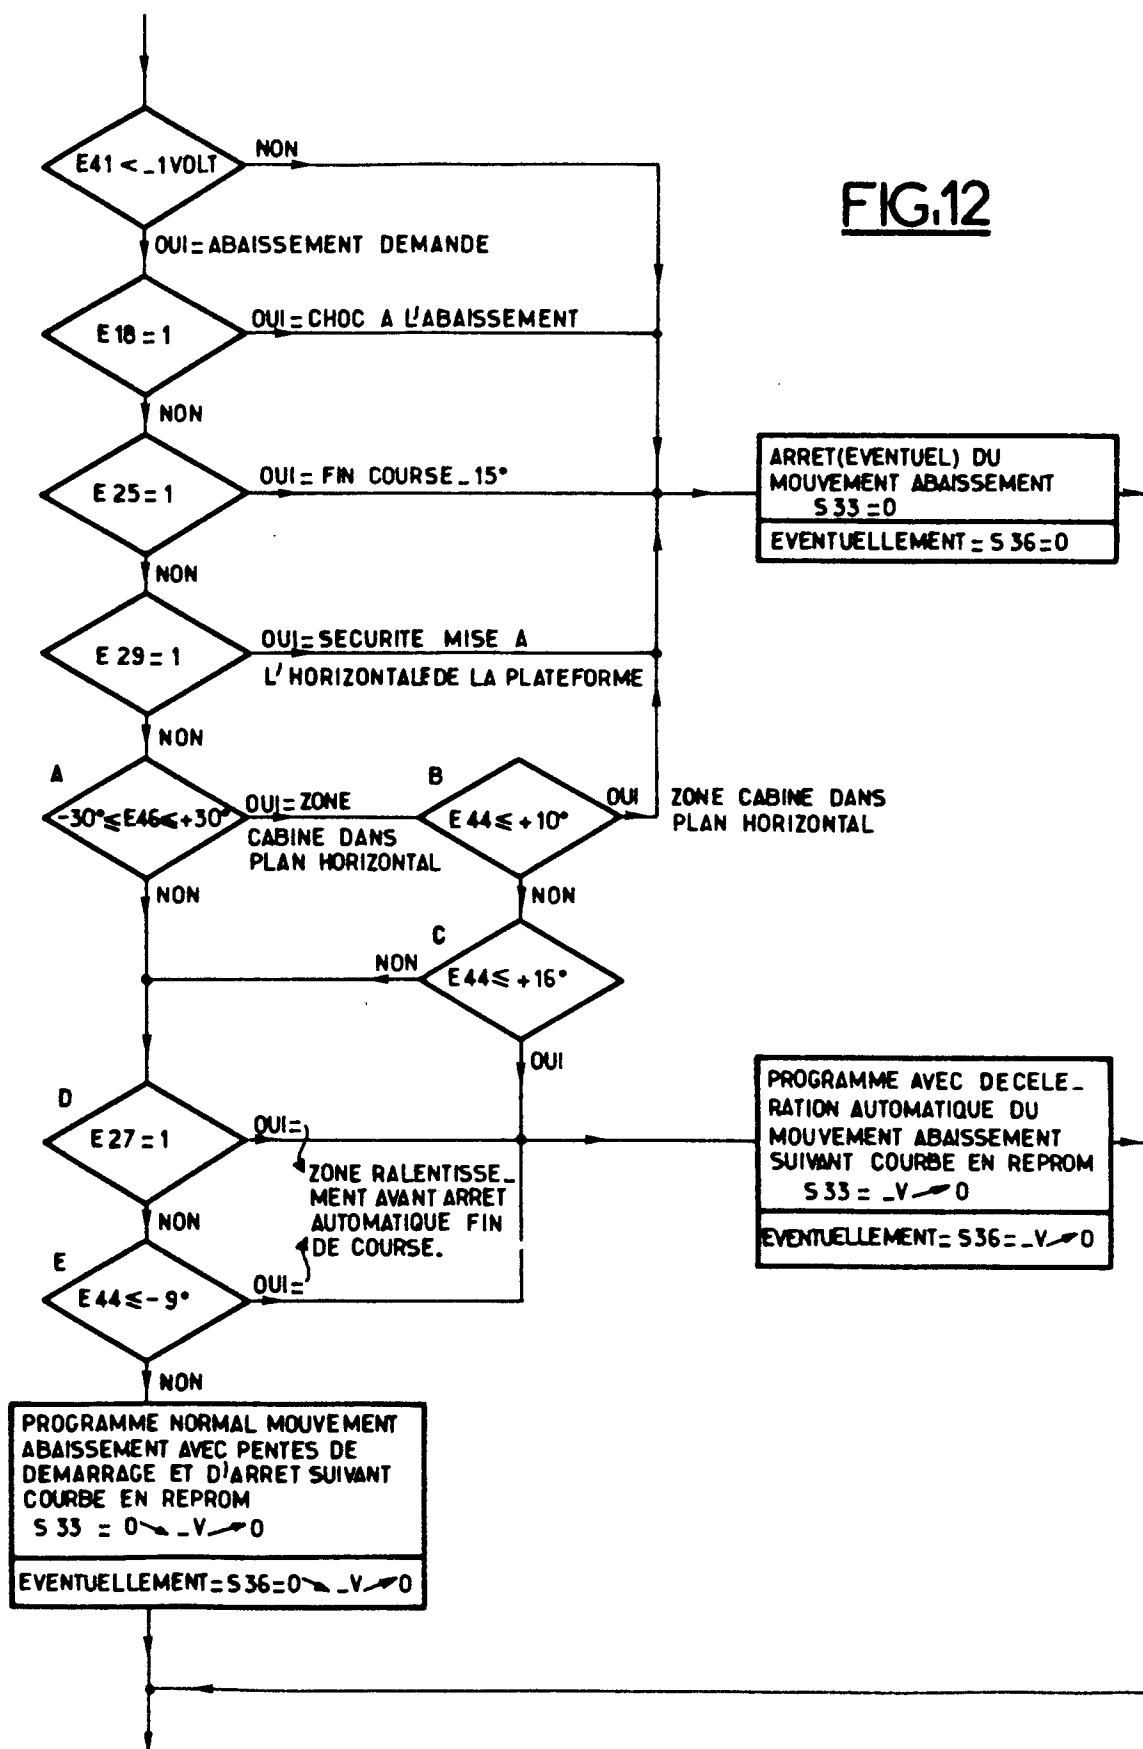 FIG.12
E41 < _1VOLT
NON
OUI=ABAISSEMENT DEMANDE
E18=1
OUI=CHOC A L'ABAISSEMENT
NON
E25=1
OUI= FIN COURSE_15°
NON
ARRET(EVENTUEL) DU
MOUVEMENT ABAISSEMENT
S33=0
EVENTUELLEMENT=S36=0
E29=1
OUI=SECURITE MISE A
L'HORIZONTALE DE LA PLATEFORME
NON
A
-30°≤E46≤+30°
OUI=ZONE
CABINE DANS
PLAN HORIZONTAL
B
E44≤+10°
OUI
ZONE CABINE DANS
PLAN HORIZONTAL
NON
NON
C
E44≤+16°
NON
OUI
D
E27=1
OUI=
ZONE RALENTISSE_
MENT AVANT ARRET
AUTOMATIQUE FIN
DE COURSE.
NON
PROGRAMME AVEC DECELE_
RATION AUTOMATIQUE DU
MOUVEMENT ABAISSEMENT
SUIVANT COURBE EN REPROM
S33=_V↗0
EVENTUELLEMENT=S36=_V↗0
E
E44≤-9°
OUI=
NON
PROGRAMME NORMAL MOUVEMENT
ABAISSEMENT AVEC PENTES DE
DEMARRAGE ET D'ARRET SUIVANT
COURBE EN REPROM
S33 = 0↘_V↗0
EVENTUELLEMENT=S36=0↘_V↗0